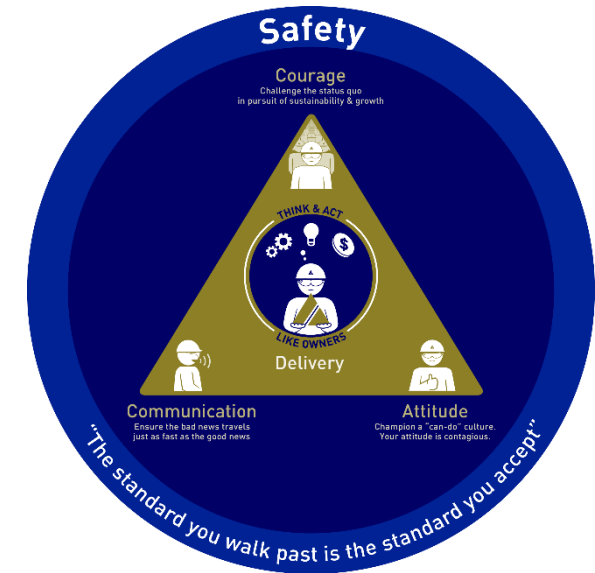 Safety
Courage
Challenge the status quo
in pursuit of sustainability & growth
THINK & ACT
$
LIKE OWNERS
Delivery
Communication
Ensure the bad news travels
just as fast as the good news
Attitude
Champion a "can-do" culture.
Your attitude is contagious.
"The standard you walk past is the standard you accept"